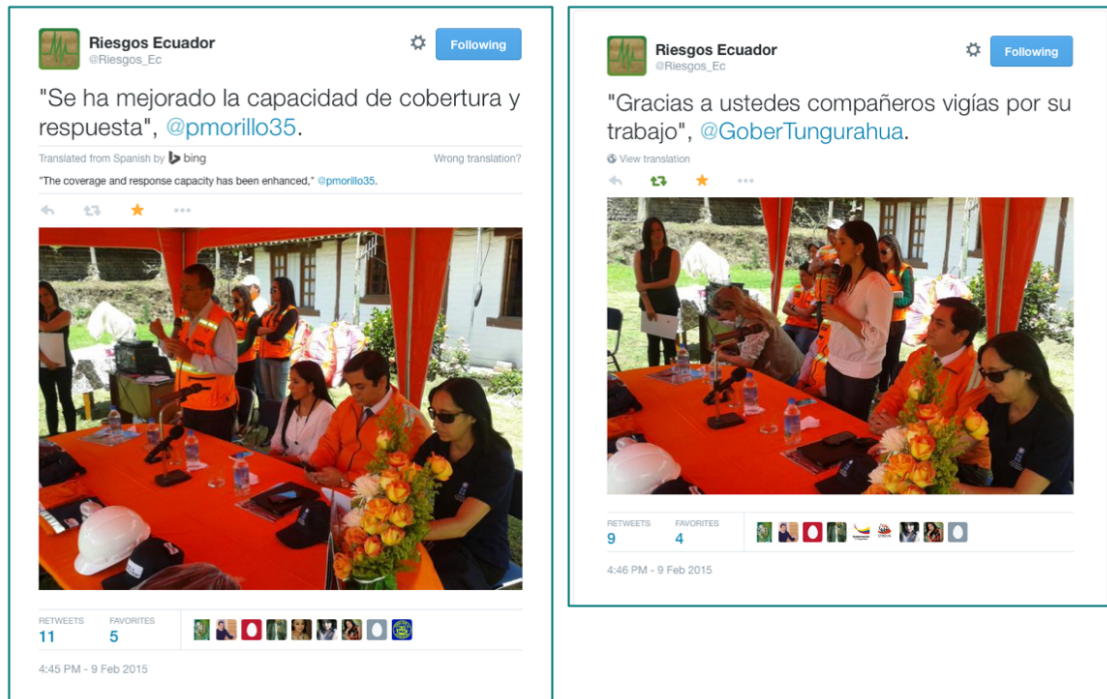 Riesgos Ecuador
@Riesgos_Ec
Following
"Se ha mejorado la capacidad de cobertura y
respuesta", @pmorillo35.
Translated from Spanish by bing
Wrong translation?
"The coverage and response capacity has been enhanced," @pmorillo35.
RETWEETS
FAVORITES
11
5
4:45 PM - 9 Feb 2015
Riesgos Ecuador
@Riesgos_Ec
Following
"Gracias a ustedes compañeros vigías por su
trabajo", @GoberTungurahua.
View translation
RETWEETS
FAVORITES
9
4
4:46 PM - 9 Feb 2015